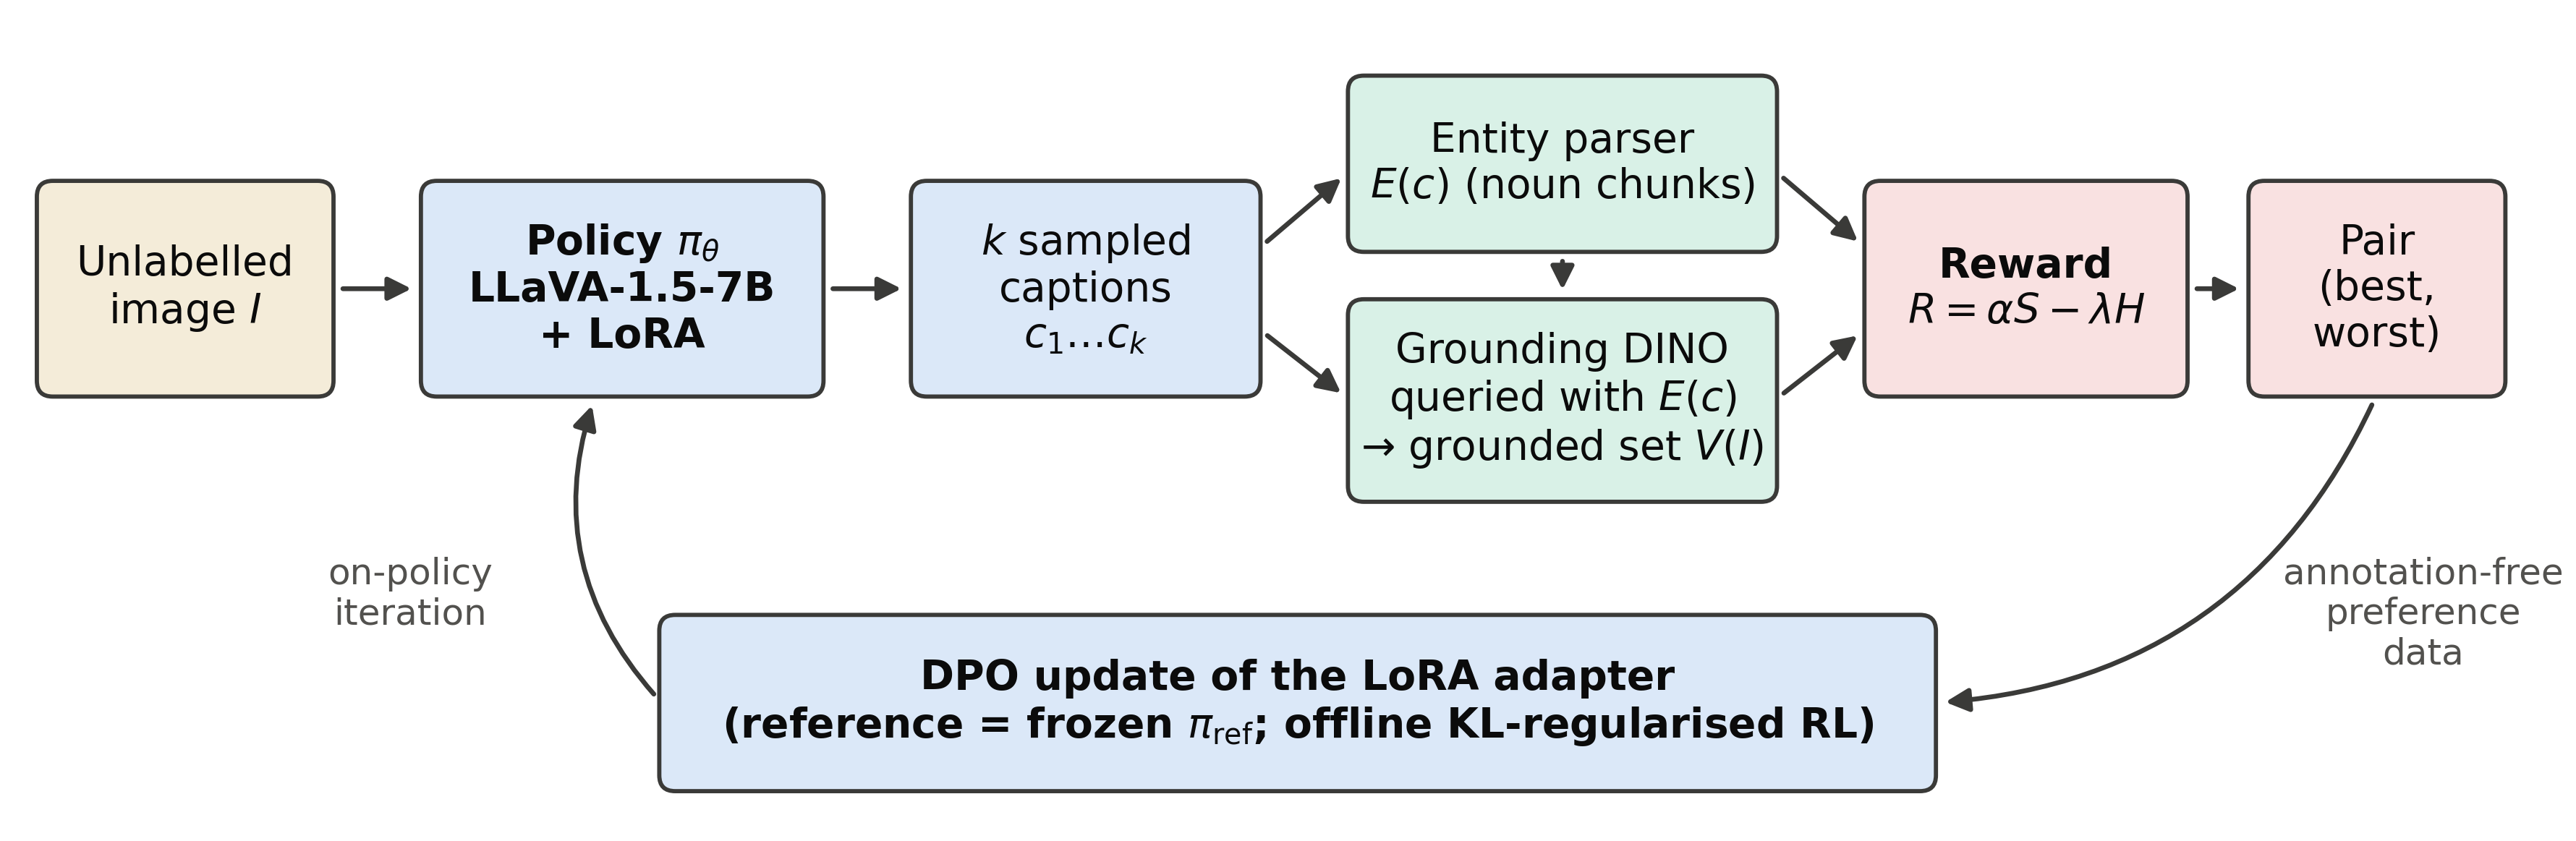 Unlabelled
image I
Policy πθ
LLaVA-1.5-7B
+ LoRA
k sampled
captions
c1...ck
Entity parser
E(c) (noun chunks)
Grounding DINO
queried with E(c)
→ grounded set V(I)
Reward
R = αS − λH
Pair
(best,
worst)
on-policy
iteration
annotation-free
preference
data
DPO update of the LoRA adapter
(reference = frozen πref; offline KL-regularised RL)